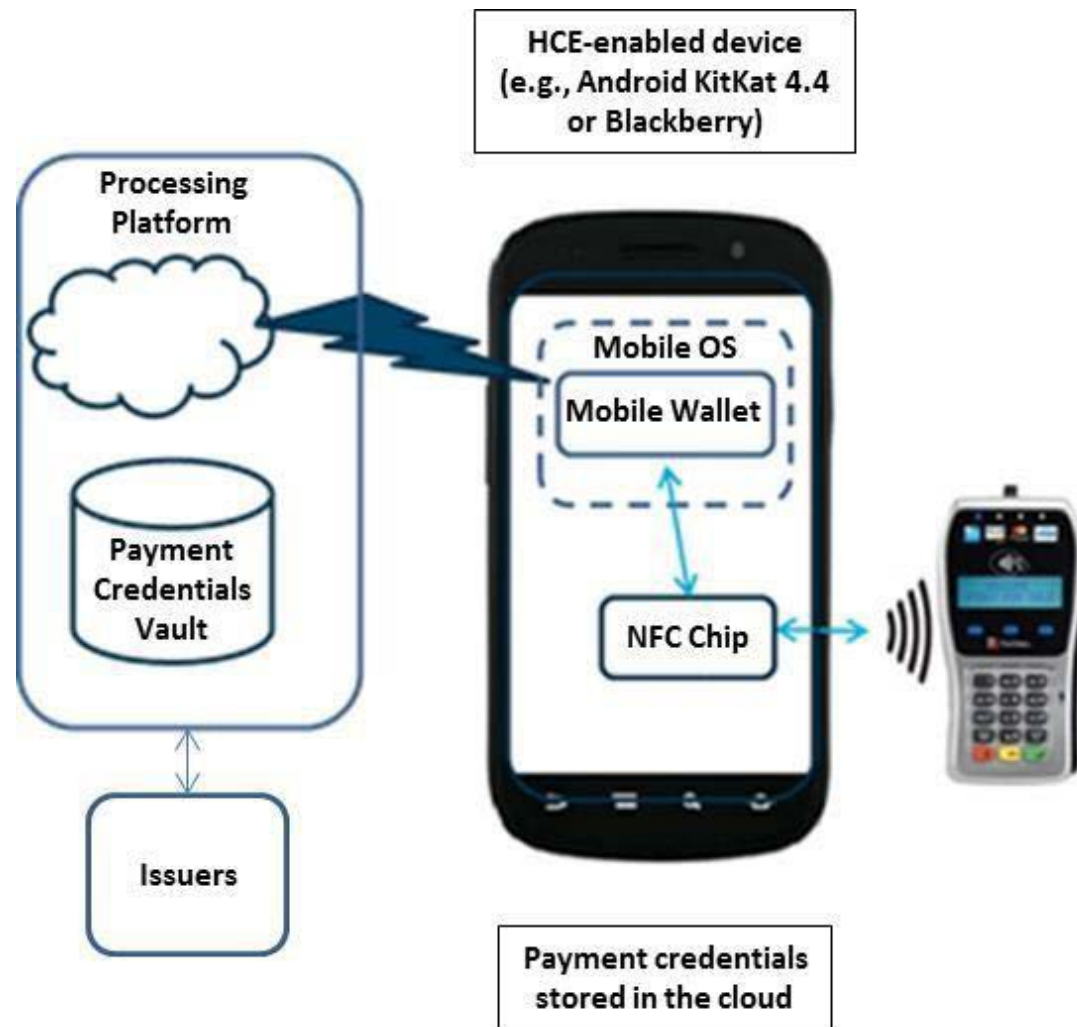 HCE-enabled device
(e.g., Android KitKat 4.4
or Blackberry)
Processing
Platform
Mobile OS
Mobile Wallet
Payment
Credentials
Vault
NFC Chip
Issuers
Payment credentials
stored in the cloud